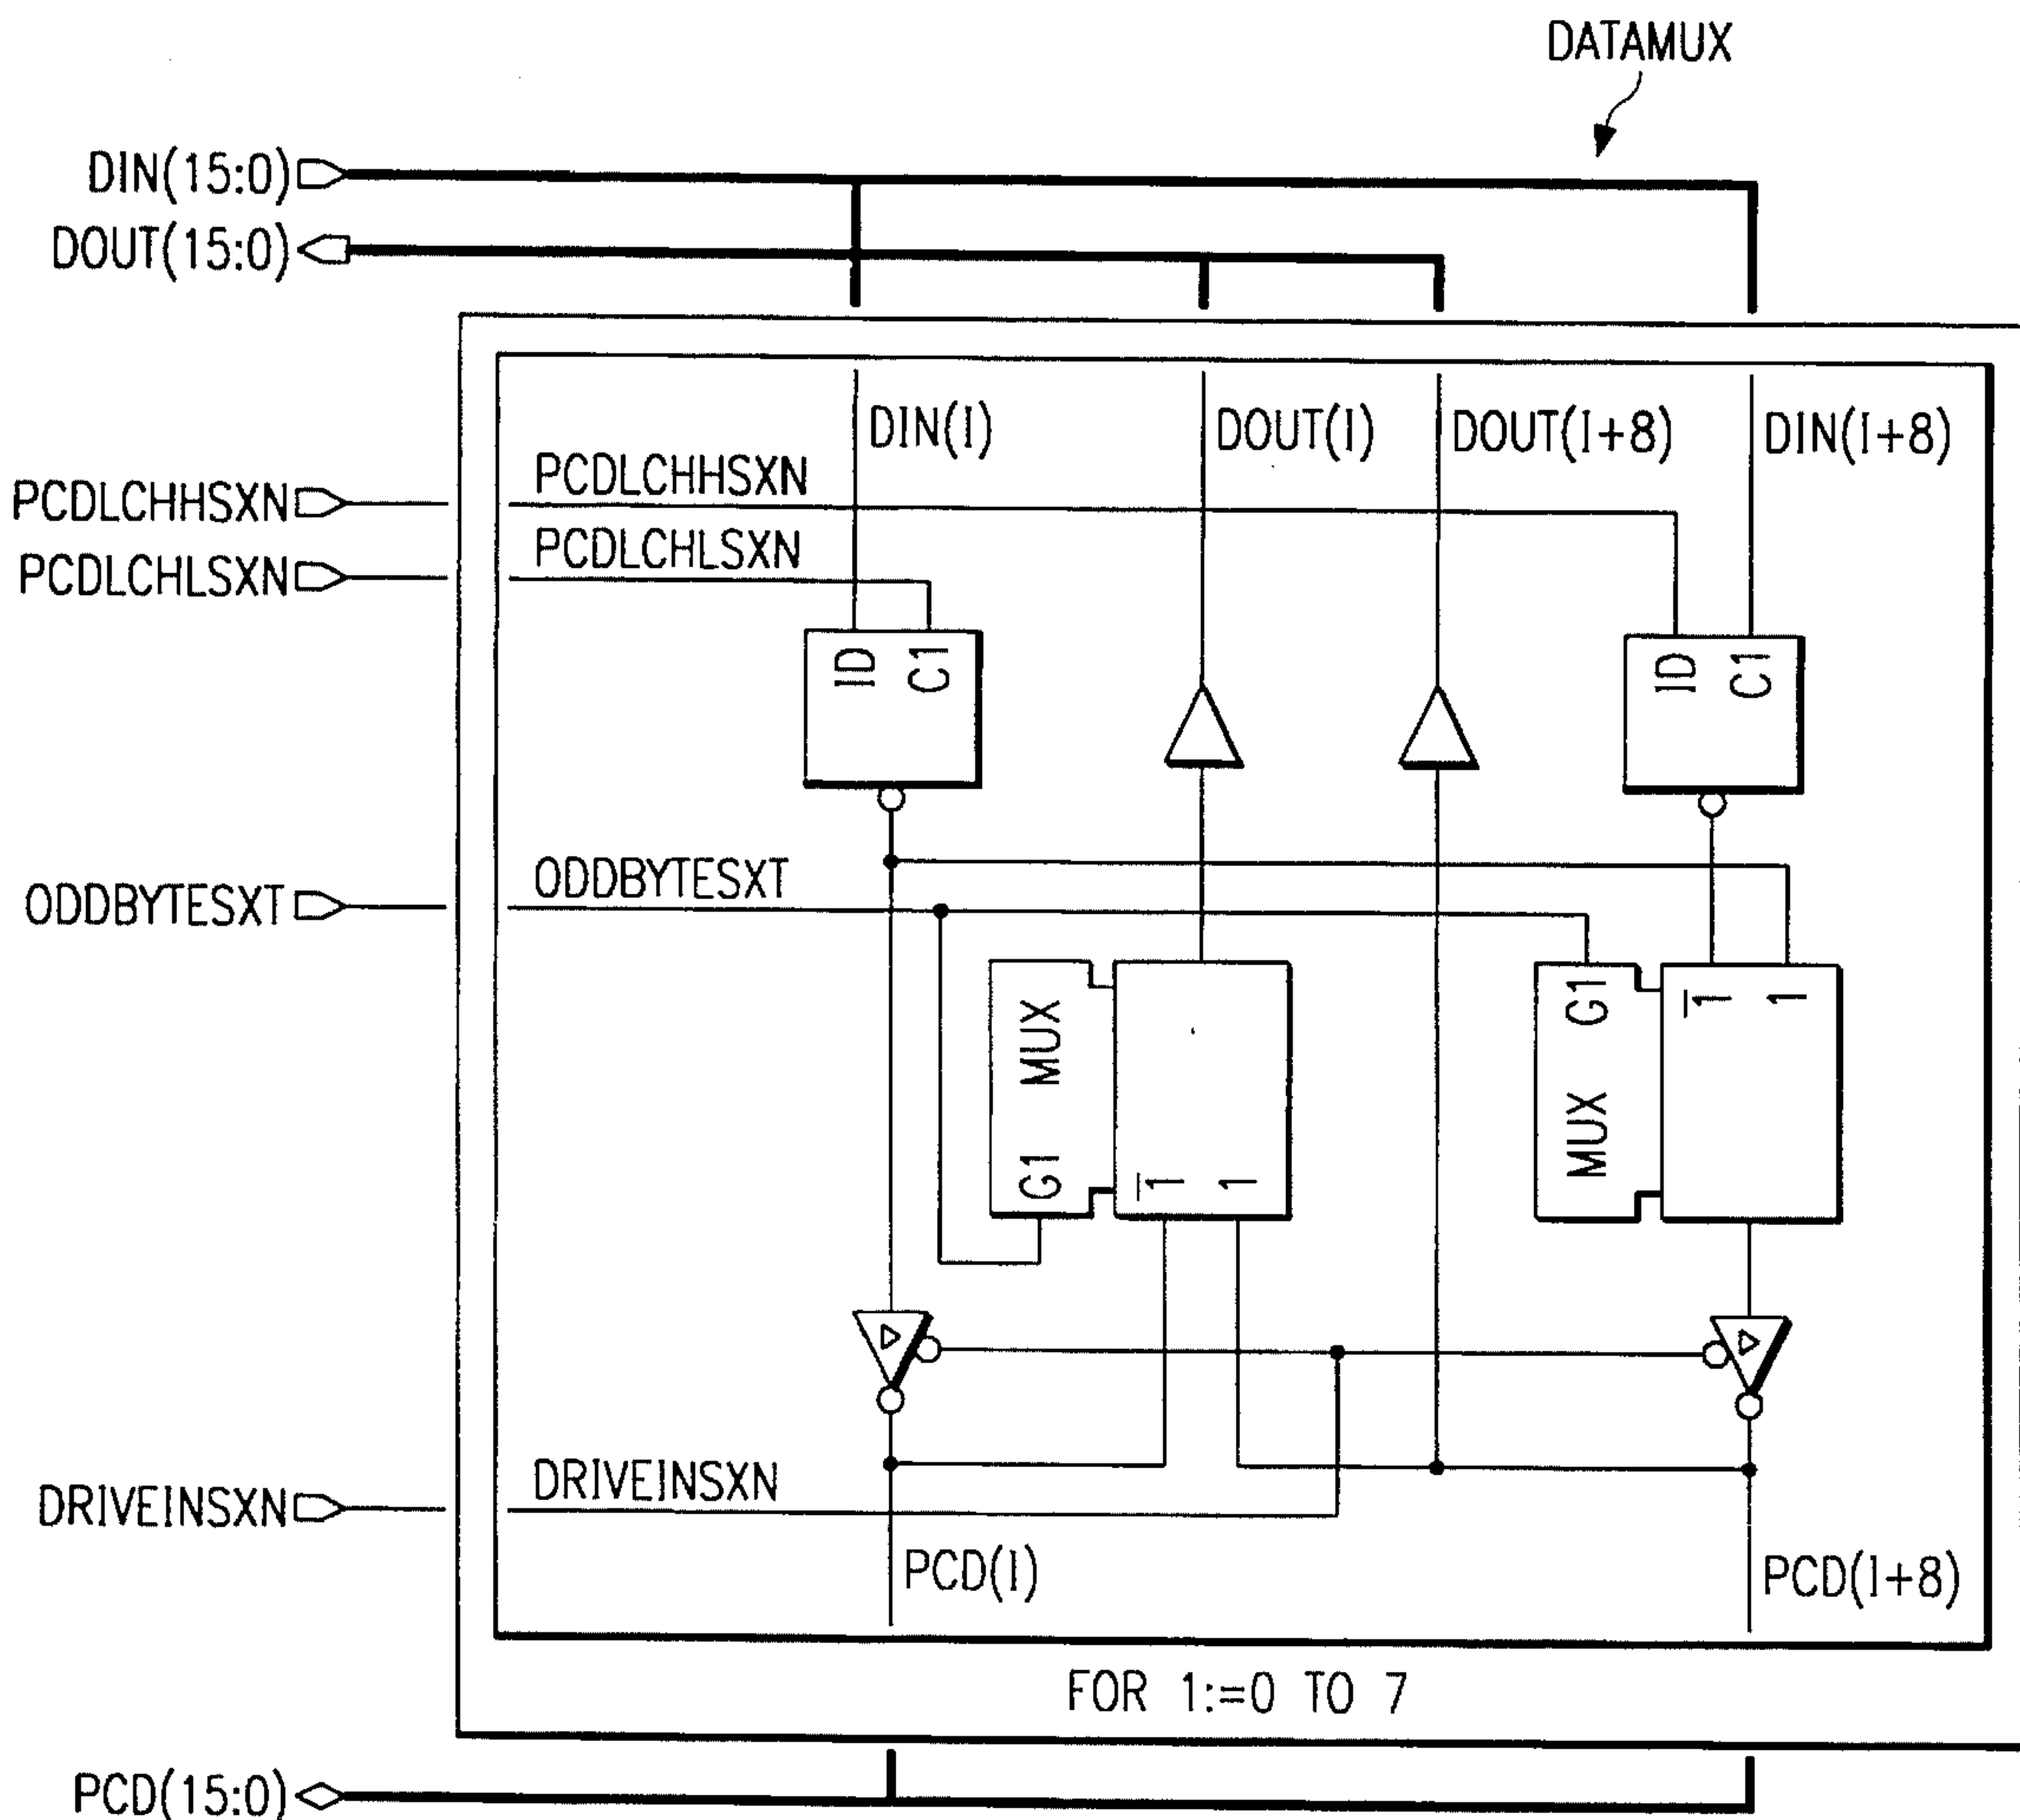 DATAMUX
DIN(15:0)
DOUT(15:0)
DIN(I)
DOUT(I)
DOUT(I+8)
DIN(I+8)
PCDLCHHSXN
PCDLCHHSXN
PCDLCHLSXN
PCDLCHLSXN
ID
C1
ID
C1
ODDBYTESXT
ODDBYTESXT
MUX
G1
1
1
MUX
G1
1
1
DRIVEINSXN
DRIVEINSXN
PCD(I)
PCD(I+8)
FOR 1:=0 TO 7
PCD(15:0)